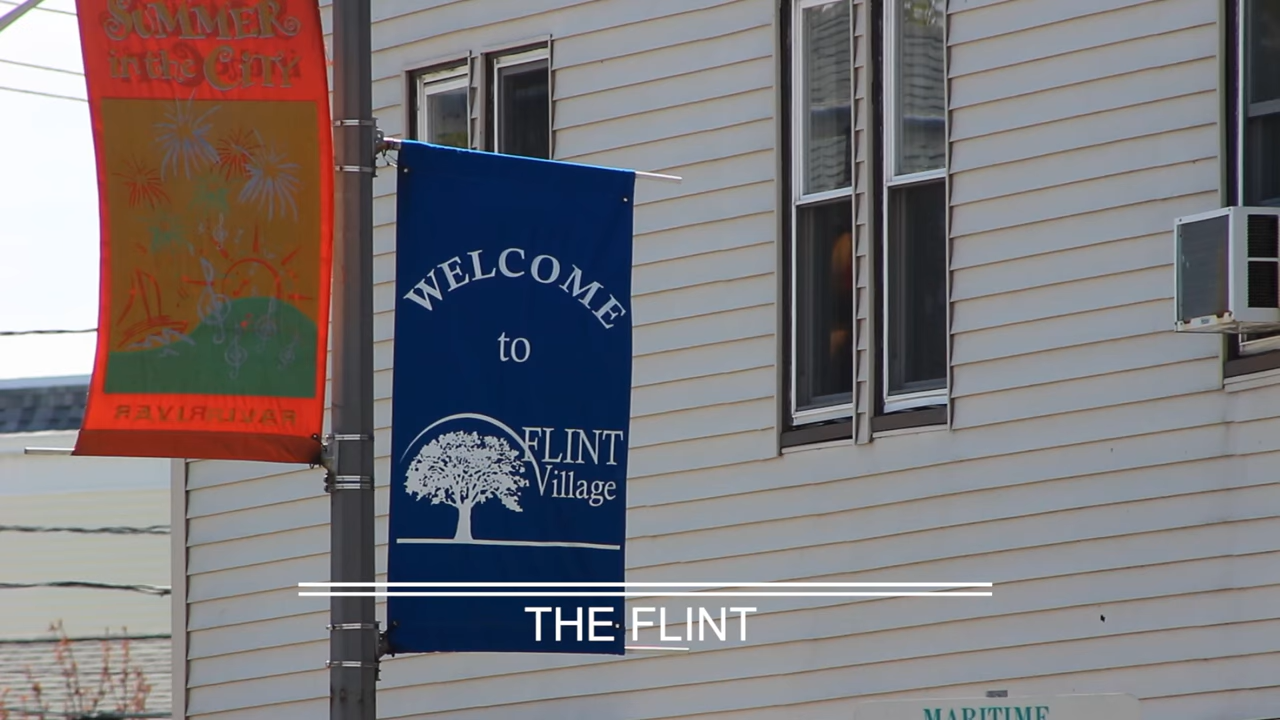 SUMMER
in the CiTY
FALL RIVER
WELCOME
to
FLINT
Village
THE FLINT
MARITIME